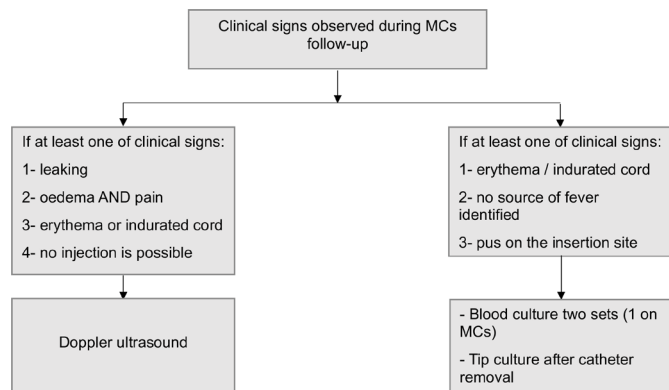 Clinical signs observed during MCs
follow-up
If at least one of clinical signs:
1- leaking
2- oedema AND pain
3- erythema or indurated cord
4- no injection is possible
Doppler ultrasound
If at least one of clinical signs:
1- erythema / indurated cord
2- no source of fever
identified
3- pus on the insertion site
- Blood culture two sets (1 on
MCs)
- Tip culture after catheter
removal